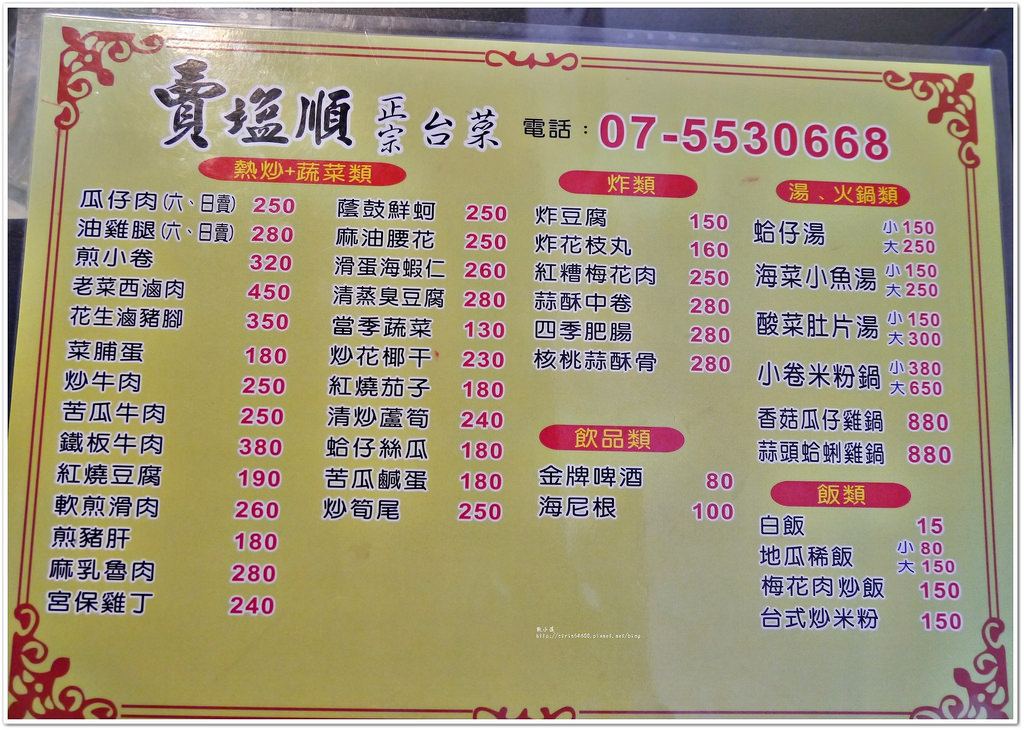 賣塩順 正宗 台菜 電話：07-5530668
熱炒+蔬菜類
瓜仔肉(六、日賣) 250
油雞腿(六、日賣) 280
煎小卷 320
老菜西滷肉 450
花生滷豬腳 350
菜脯蛋 180
炒牛肉 250
苦瓜牛肉 250
鐵板牛肉 380
紅燒豆腐 190
軟煎滑肉 260
煎豬肝 180
麻乳魯肉 280
宮保雞丁 240
蔭鼓鮮蚵 250
麻油腰花 250
滑蛋海蝦仁 260
清蒸臭豆腐 280
當季蔬菜 130
炒花椰干 230
紅燒茄子 180
清炒蘆筍 240
蛤仔絲瓜 180
苦瓜鹹蛋 180
炒筍尾 250
炸類
炸豆腐 150
炸花枝丸 160
紅糟梅花肉 250
蒜酥中卷 280
四季肥腸 280
核桃蒜酥骨 280
飲品類
金牌啤酒 80
海尼根 100
湯、火鍋類
蛤仔湯 小150 大250
海菜小魚湯 小150 大250
酸菜肚片湯 小150 大300
小卷米粉鍋 小380 大650
香菇瓜仔雞鍋 880
蒜頭蛤蜊雞鍋 880
飯類
白飯 15
地瓜稀飯 小80 大150
梅花肉炒飯 150
台式炒米粉 150